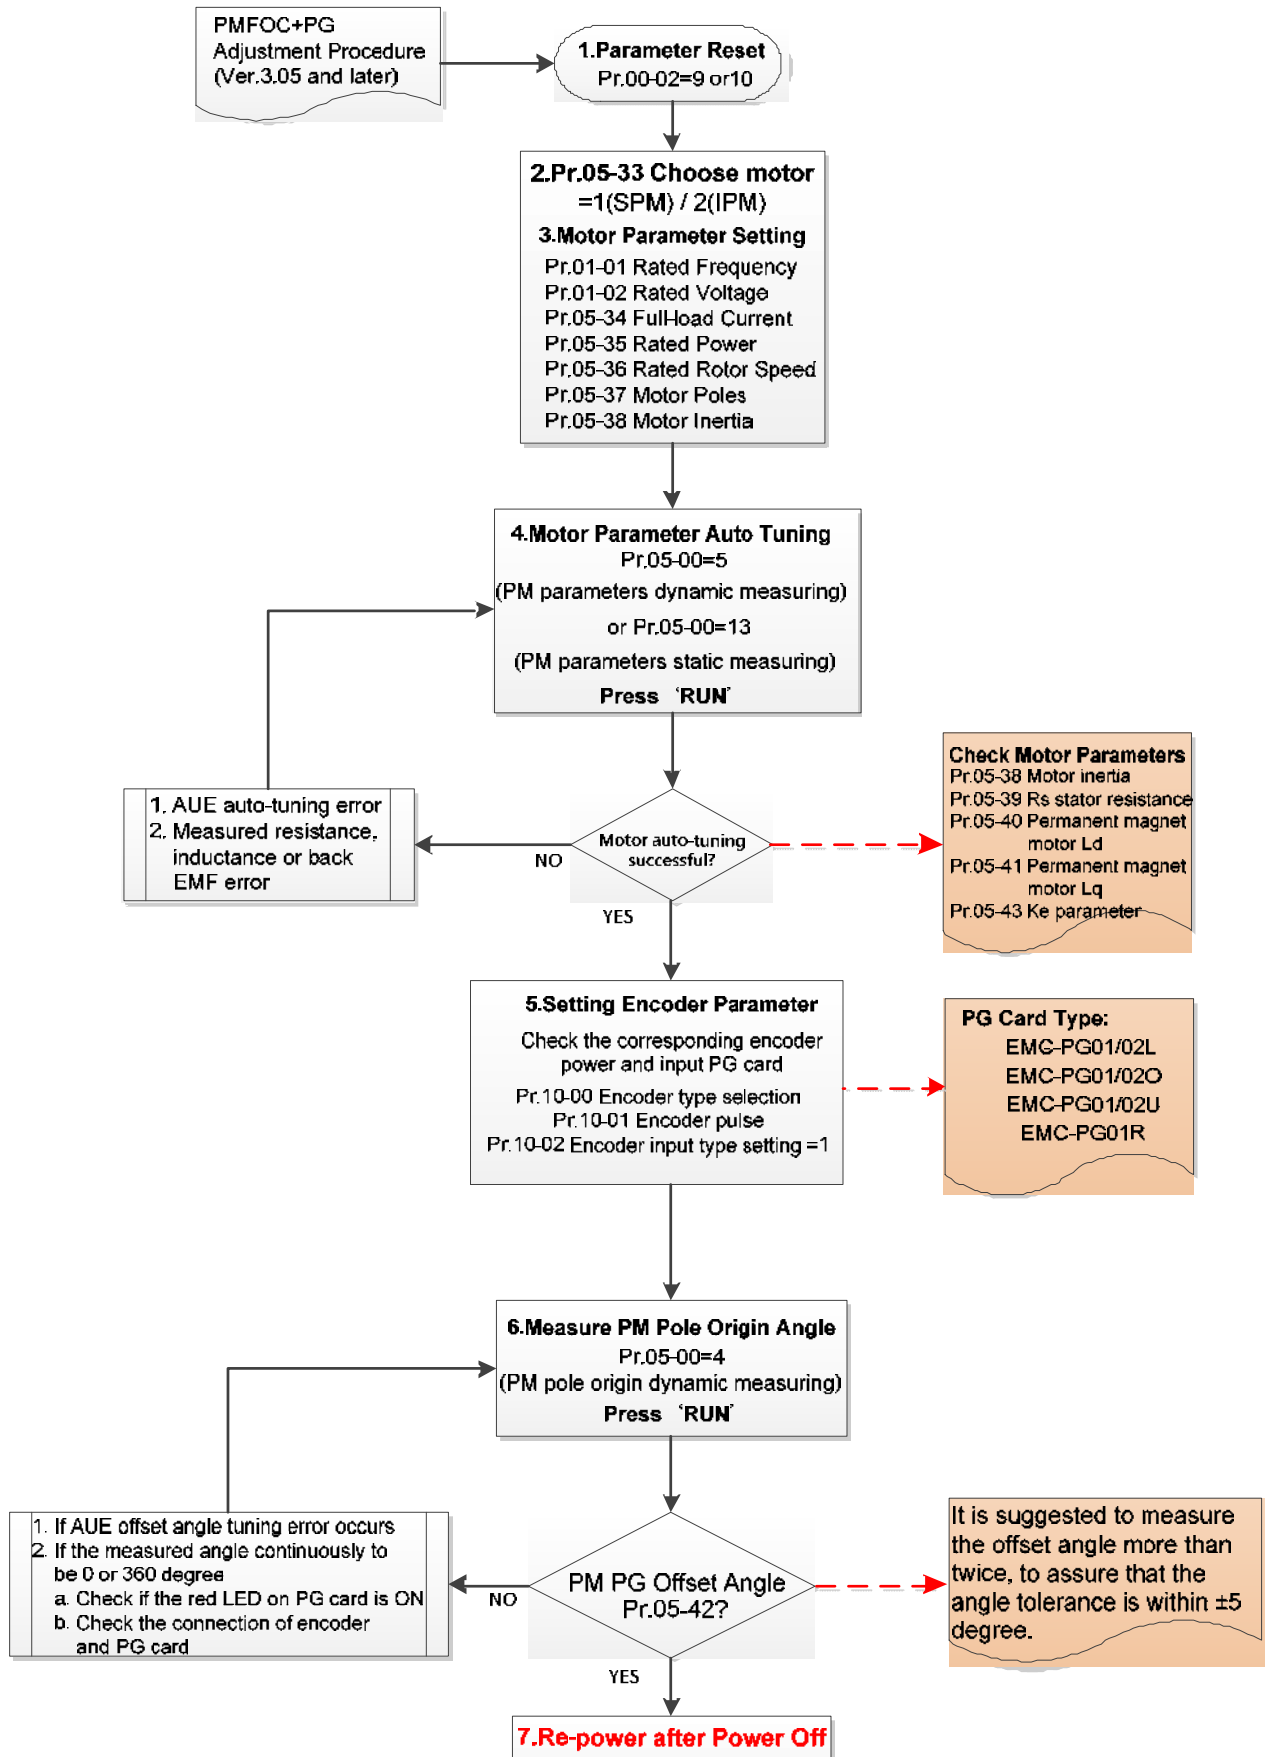 PMFOC+PG
Adjustment Procedure
(Ver.3.05 and later)
1.Parameter Reset
Pr.00-02=9 or10
2.Pr.05-33 Choose motor
=1(SPM) / 2(IPM)
3.Motor Parameter Setting
Pr.01-01 Rated Frequency
Pr.01-02 Rated Voltage
Pr.05-34 FulHoad Current
Pr.05-35 Rated Power
Pr.05-36 Rated Rotor Speed
Pr.05-37 Motor Poles
Pr.05-38 Motor Inertia
4.Motor Parameter Auto Tuning
Pr.05-00=5
(PM parameters dynamic measuring)
or Pr.05-00=13
(PM parameters static measuring)
Press ‘RUN’
1. AUE auto-tuning error
2. Measured resistance,
inductance or back
EMF error
NO
Motor auto-tuning
successful?
YES
Check Motor Parameters
Pr.05-38 Motor inertia
Pr.05-39 Rs stator resistance
Pr.05-40 Permanent magnet
motor Ld
Pr.05-41 Permanent magnet
motor Lq
Pr.05-43 Ke parameter
5.Setting Encoder Parameter
Check the corresponding encoder
power and input PG card
Pr.10-00 Encoder type selection
Pr.10-01 Encoder pulse
Pr.10-02 Encoder input type setting =1
PG Card Type:
EMC-PG01/02L
EMC-PG01/02O
EMC-PG01/02U
EMC-PG01R
6.Measure PM Pole Origin Angle
Pr.05-00=4
(PM pole origin dynamic measuring)
Press ‘RUN’
1. If AUE offset angle tuning error occurs
2. If the measured angle continuously to
be 0 or 360 degree
a. Check if the red LED on PG card is ON
b. Check the connection of encoder
and PG card
NO
PM PG Offset Angle
Pr.05-42?
YES
It is suggested to measure
the offset angle more than
twice, to assure that the
angle tolerance is within ±5
degree.
7.Re-power after Power Off